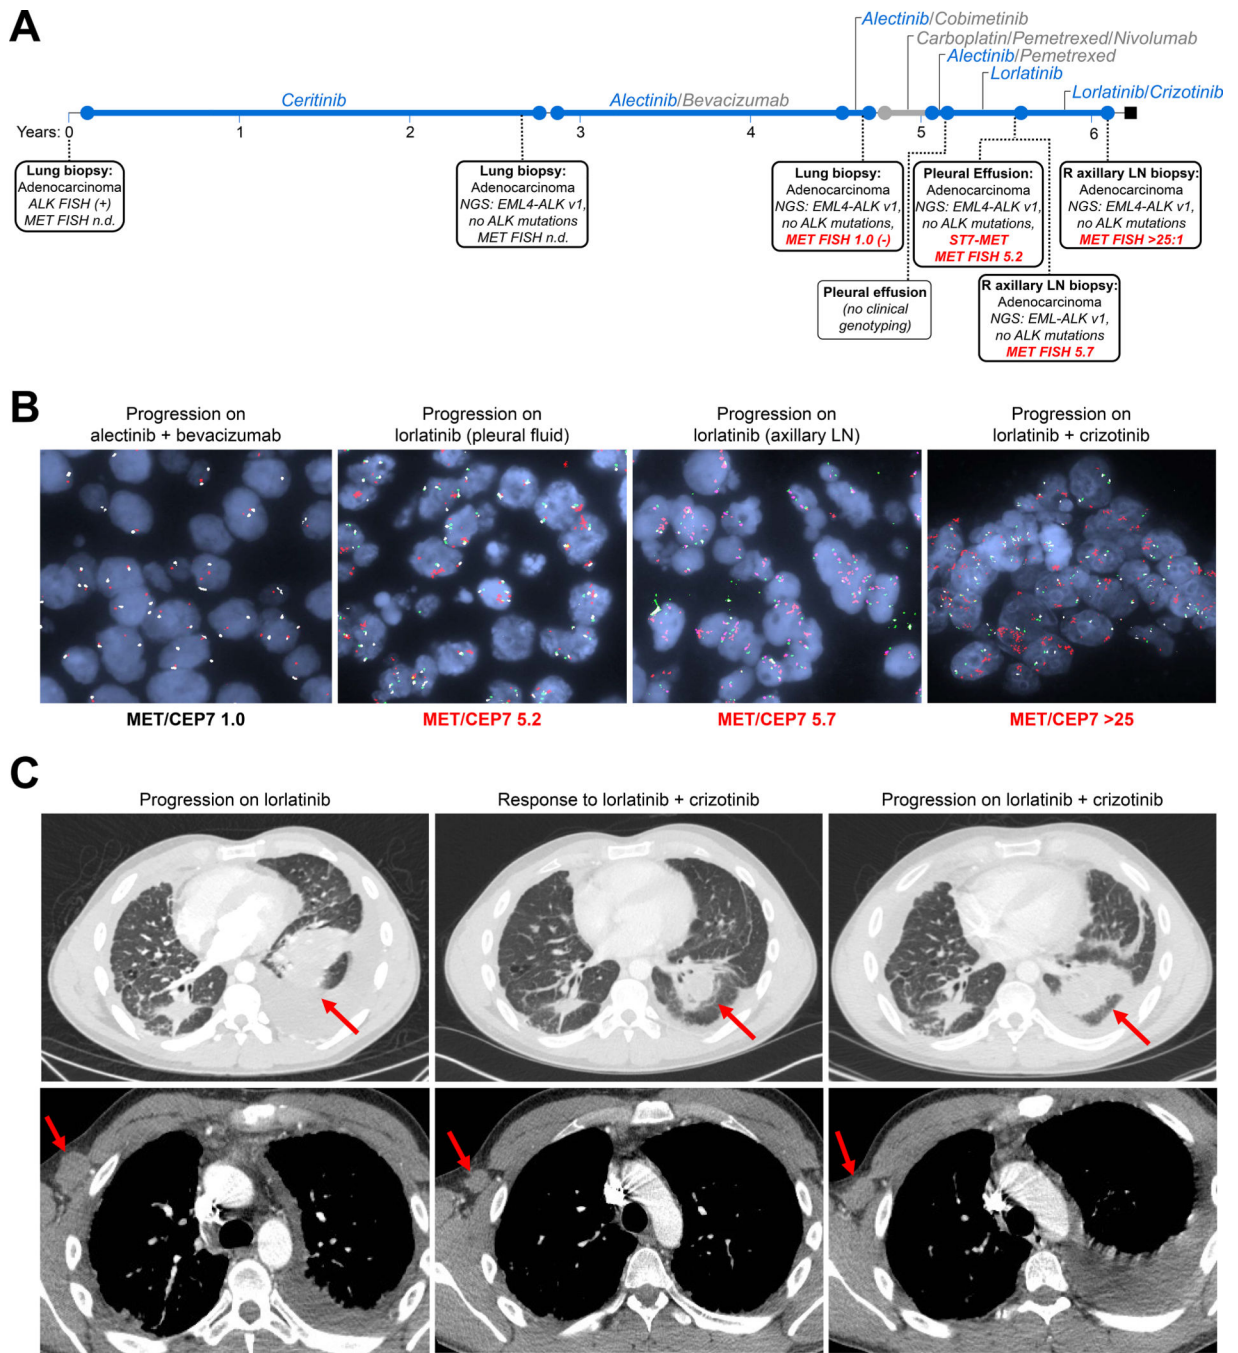 A
Alectinib/Cobimetinib
Carboplatin/Pemetrexed/Nivolumab
Alectinib/Pemetrexed
Lorlatinib
Ceritinib
Alectinib/Bevacizumab
Lorlatinib/Crizotinib
Years: 0 1 2 3 4 5 6
Lung biopsy:
Adenocarcinoma
ALK FISH (+)
MET FISH n.d.
Lung biopsy:
Adenocarcinoma
NGS: EML4-ALK v1,
no ALK mutations
MET FISH n.d.
Lung biopsy:
Adenocarcinoma
NGS: EML4-ALK v1,
no ALK mutations,
MET FISH 1.0 (-)
Pleural Effusion:
Adenocarcinoma
NGS: EML4-ALK v1,
no ALK mutations,
ST7-MET
MET FISH 5.2
R axillary LN biopsy:
Adenocarcinoma
NGS: EML4-ALK v1,
no ALK mutations
MET FISH >25:1
Pleural effusion
(no clinical
genotyping)
R axillary LN biopsy:
Adenocarcinoma
NGS: EML-ALK v1,
no ALK mutations
MET FISH 5.7
B
Progression on
alectinib + bevacizumab
Progression on
lorlatinib (pleural fluid)
Progression on
lorlatinib (axillary LN)
Progression on
lorlatinib + crizotinib
MET/CEP7 1.0
MET/CEP7 5.2
MET/CEP7 5.7
MET/CEP7 >25
C
Progression on lorlatinib
Response to lorlatinib + crizotinib
Progression on lorlatinib + crizotinib